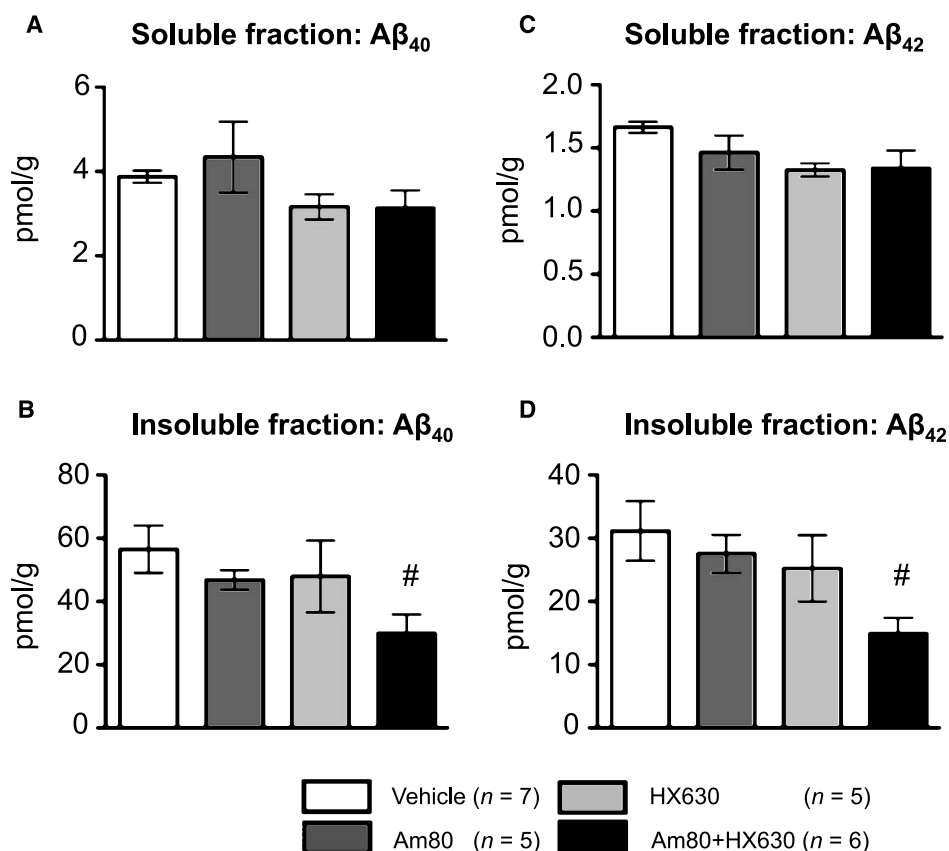 A
Soluble fraction: Aβ40
6
4
2
0
pmol/g
C
Soluble fraction: Aβ42
2.0
1.5
1.0
0.5
0.0
pmol/g
B
Insoluble fraction: Aβ40
80
60
40
20
0
pmol/g
#
D
Insoluble fraction: Aβ42
40
30
20
10
0
pmol/g
#
Vehicle (n = 7)
HX630 (n = 5)
Am80 (n = 5)
Am80+HX630 (n = 6)